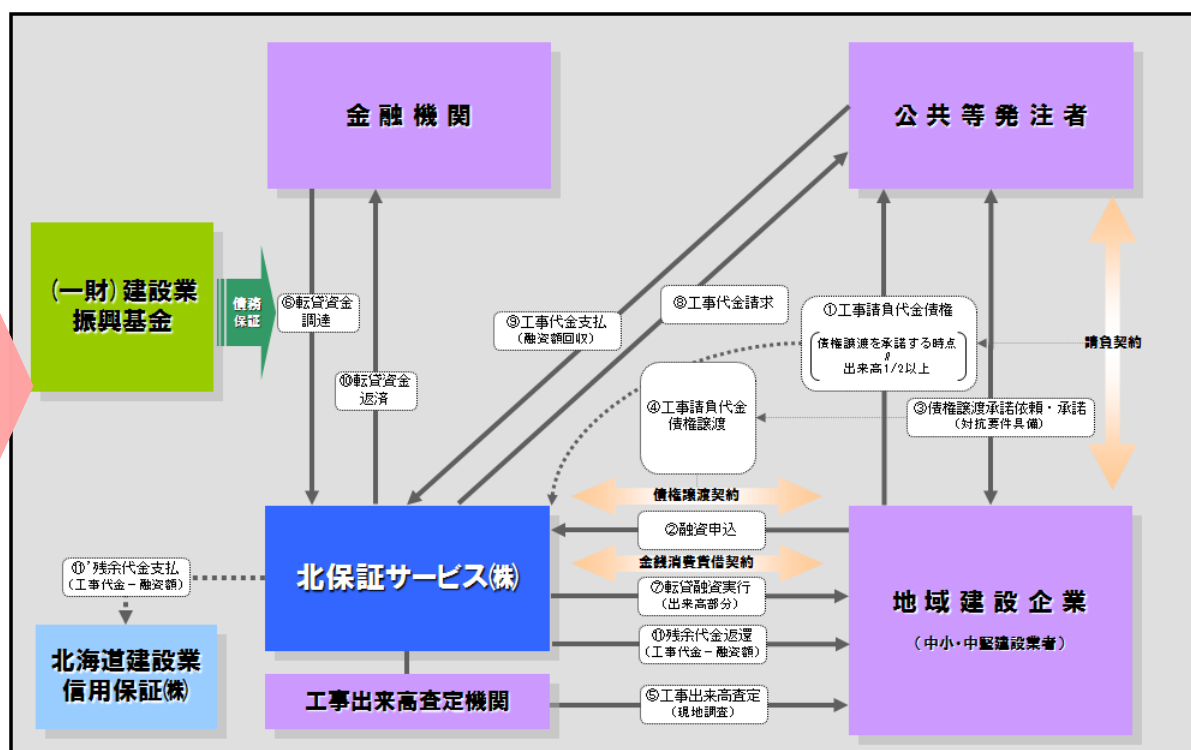 金融機関
公共等発注者
(一財)建設業
振興基金
債務
保証
⑥転貸資金
調達
⑩転貸資金
返済
⑨工事代金支払
(融資額回収)
⑧工事代金請求
①工事請負代金債権
債権譲渡を承諾する時点
〃
出来高1/2以上
請負契約
④工事請負代金
債権譲渡
③債権譲渡承諾依頼・承諾
(対抗要件具備)
債権譲渡契約
②融資申込
金銭消費貸借契約
⑦転貸融資実行
(出来高部分)
⑪残余代金返還
(工事代金－融資額)
⑤工事出来高査定
(現地調査)
北保証サービス㈱
工事出来高査定機関
⑪’残余代金支払
(工事代金－融資額)
北海道建設業
信用保証㈱
地域建設企業
(中小・中堅建設業者)